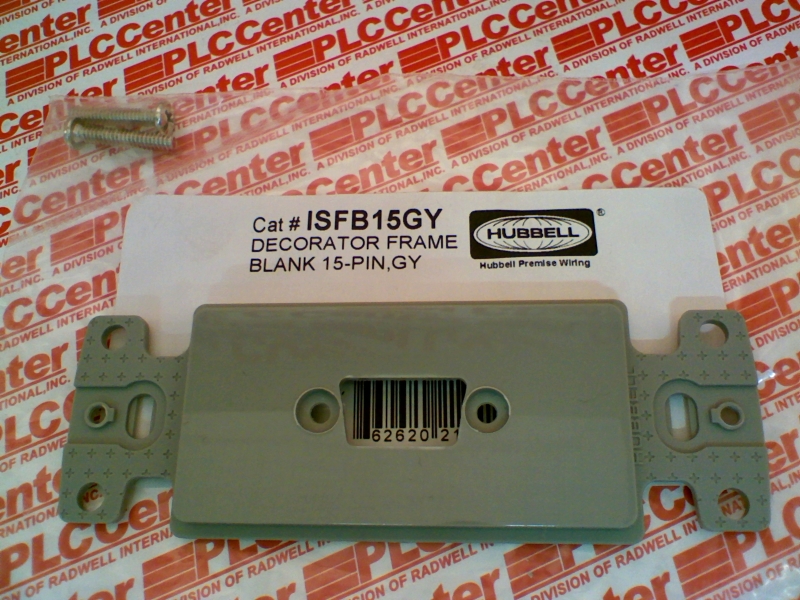 PLCCenter
A DIVISION OF RADWELL INTERNATIONAL, INC.
Cat # ISFB15GY
DECORATOR FRAME
BLANK 15-PIN,GY
HUBBELL
®
Hubbell Premise Wiring
62620 21